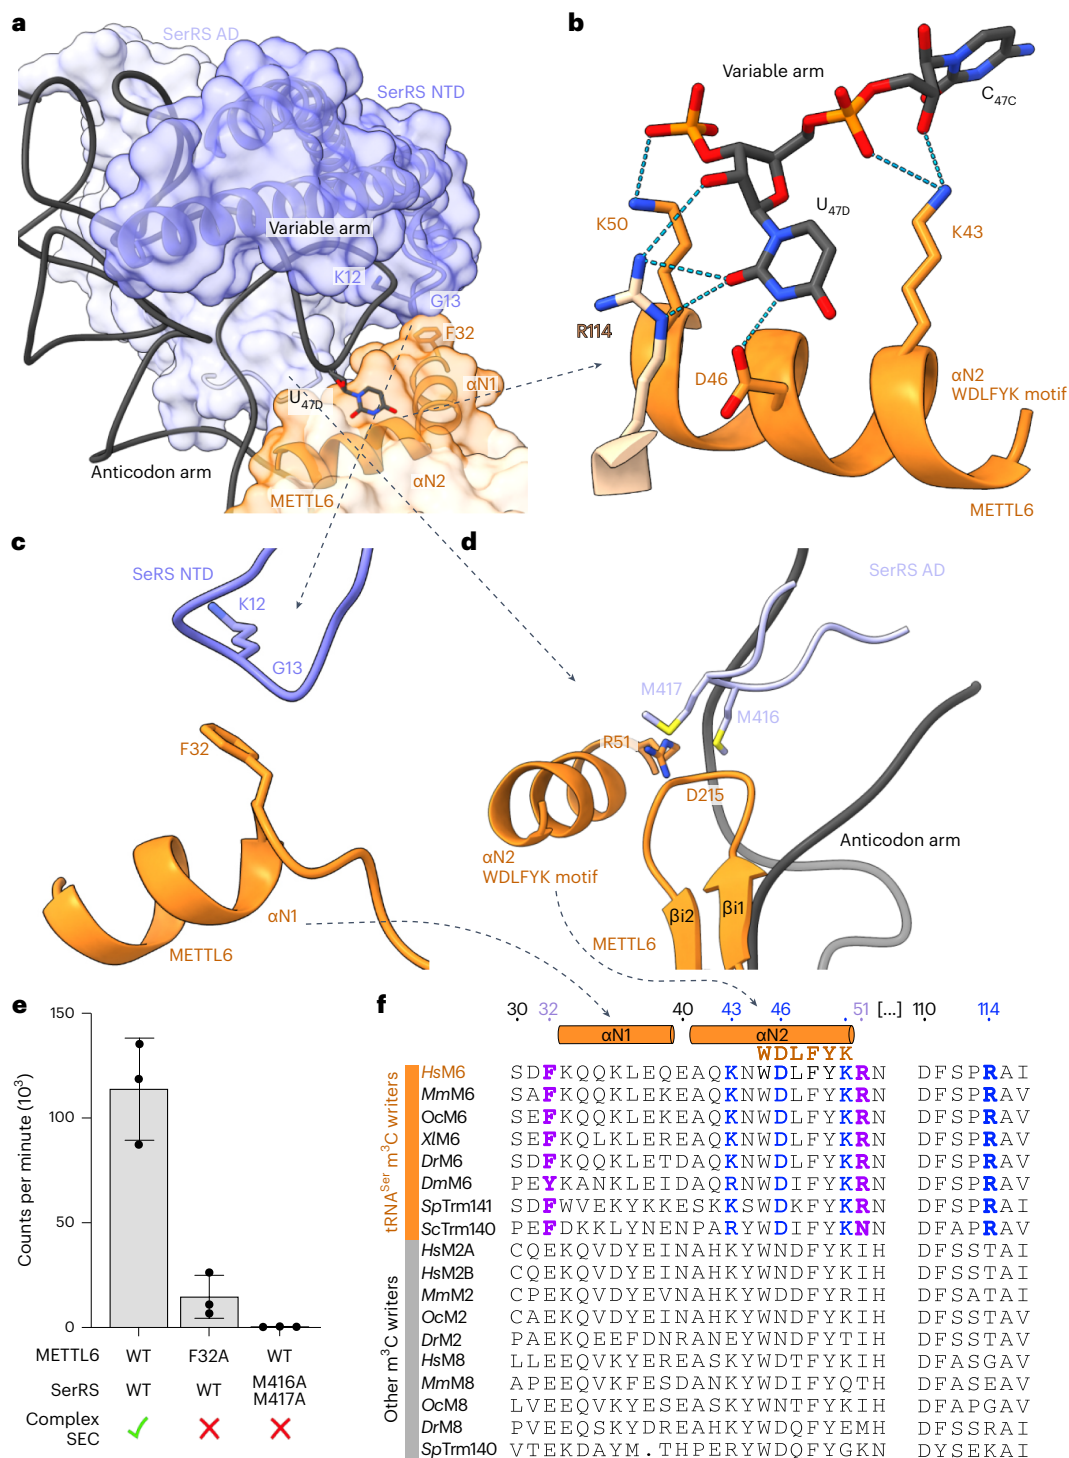 a
SerRS AD
SerRS NTD
Variable arm
K12
G13
F32
αN1
U47D
Anticodon arm
αN2
METTL6
b
Variable arm
C47C
U47D
K50
K43
R114
D46
αN2
WDLFYK motif
METTL6
c
SeRS NTD
K12
G13
F32
αN1
METTL6
d
SerRS AD
M417
M416
R51
D215
Anticodon arm
αN2
WDLFYK motif
βi2
βi1
METTL6
e
Counts per minute (10³)
150
100
50
0
METTL6 WT F32A WT
SerRS WT WT M416A M417A
Complex SEC
f
30 32 40 43 46 51 [...] 110 114
αN1 αN2
WDLFYK
tRNASer m3C writers
HsM6 SDFKQQKLEQEAQKNWDLFYKRN DFSPRAI
MmM6 SAFKQQKLEKEAQKNWDLFYKRN DFSPRAV
OcM6 SEFKQQKLEKEAQKNWDLFYKRN DFSPRAV
XlM6 SEFKQLKLEREAQKNWDLFYKRN DFSPRAV
DrM6 SDFKQQKLETDAQKNWDLFYKRN DFSPRAV
DmM6 PEYKANKLEIDAQRNWDIFYKRN DFSPRAV
SpTrm141 SDFWVEKYKKESKKSWDKFYKRN DFSPRAV
ScTrm140 PEFDKKLYNENPARYWDIFYKNN DFAPRAV
Other m3C writers
HsM2A CQEKQVDYEINAHKYWNDFYKIH DFSSTAI
HsM2B CQEKQVDYEINAHKYWNDFYKIH DFSSTAI
MmM2 CPEKQVDYEVNAHKYWNDFYRIH DFSATAI
OcM2 CAEKQVDYEINAHKYWNDFYKIH DFSSTAV
DrM2 PAEKQEEFDNRANEYWNDFYTIH DFSSTAV
HsM8 LLEEQVKYEREASKYWDTFYKIH DFSSGAV
MmM8 APEEQVKFESDANKYWDIFYQTH DFASEAV
OcM8 LVEEQVKYESKASKYWNTFYKIH DFAPGAV
DrM8 PVEEQSKYDREAHKYWDQFYEMH DFSSRAI
SpTrm140 VTEKDAYM.THPERYWDQFYGKN DYSEKAI